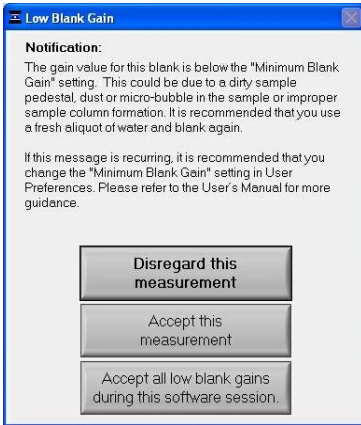 Low Blank Gain
Notification:
The gain value for this blank is below the "Minimum Blank
Gain" setting. This could be due to a dirty sample
pedestal, dust or micro-bubble in the sample or improper
sample column formation. It is recommended that you use
a fresh aliquot of water and blank again.
If this message is recurring, it is recommended that you
change the "Minimum Blank Gain" setting in User
Preferences. Please refer to the User's Manual for more
guidance.
Disregard this
measurement
Accept this
measurement
Accept all low blank gains
during this software session.